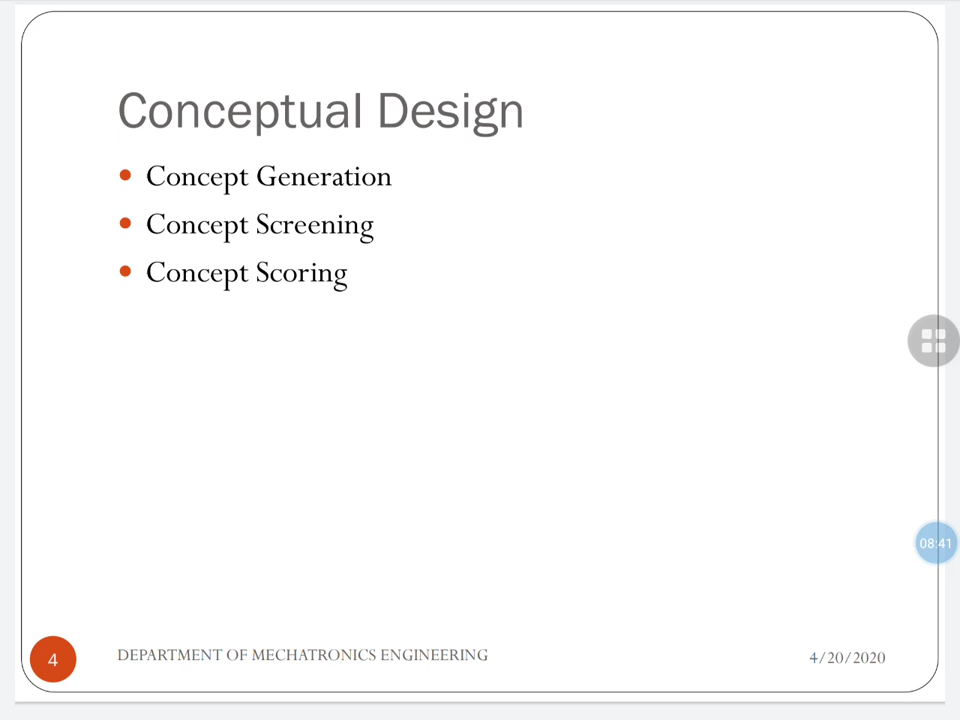 Conceptual Design
• Concept Generation
• Concept Screening
• Concept Scoring
08:41
4
DEPARTMENT OF MECHATRONICS ENGINEERING
4/20/2020